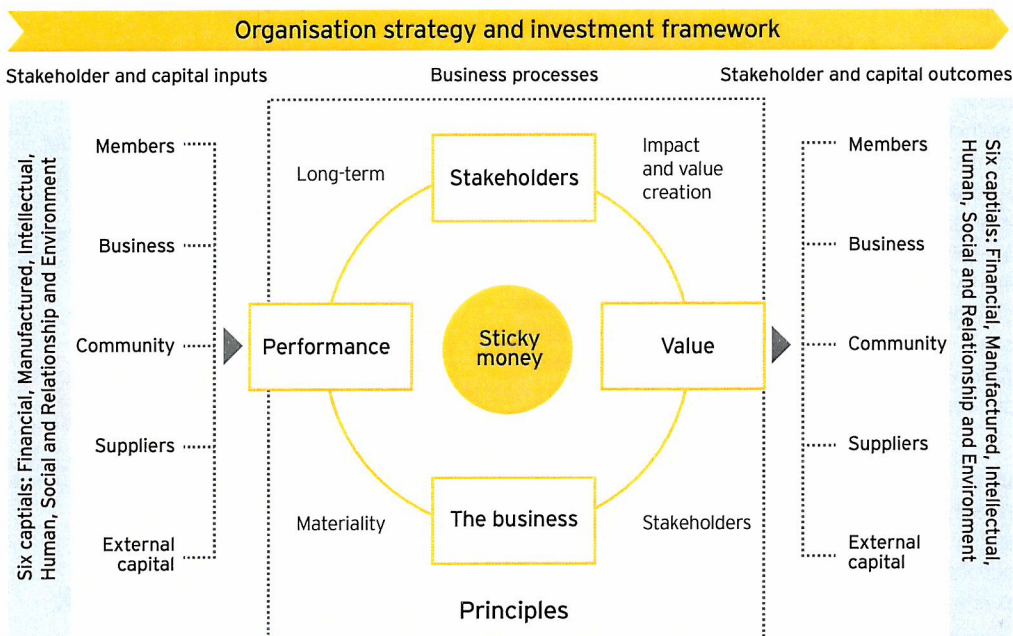 Organisation strategy and investment framework
Stakeholder and capital inputs
Business processes
Stakeholder and capital outcomes
Six captials: Financial, Manufactured, Intellectual,
Human, Social and Relationship and Environment
Members
Business
Community
Suppliers
External
capital
Long-term
Stakeholders
Impact
and value
creation
Performance
Sticky
money
Value
Materiality
The business
Stakeholders
Principles
Members
Business
Community
Suppliers
External
capital
Six captials: Financial, Manufactured, Intellectual,
Human, Social and Relationship and Environment